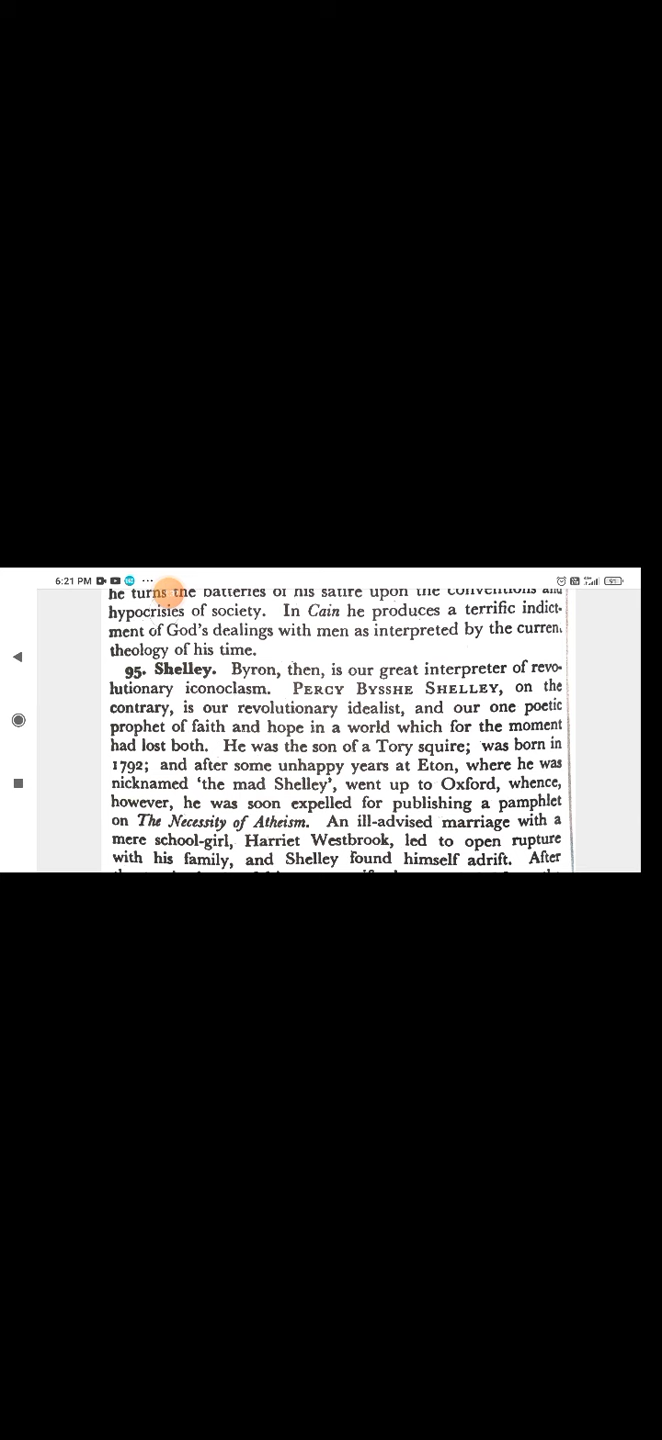 6:21 PM
he turns the batteries of his satire upon the conventions and
hypocrisies of society. In Cain he produces a terrific indict-
ment of God's dealings with men as interpreted by the curren
theology of his time.
95. Shelley. Byron, then, is our great interpreter of revo-
lutionary iconoclasm. PERCY BYSSHE SHELLEY, on the
contrary, is our revolutionary idealist, and our one poetic
prophet of faith and hope in a world which for the moment
had lost both. He was the son of a Tory squire; was born in
1792; and after some unhappy years at Eton, where he was
nicknamed 'the mad Shelley', went up to Oxford, whence,
however, he was soon expelled for publishing a pamphlet
on The Necessity of Atheism. An ill-advised marriage with a
mere school-girl, Harriet Westbrook, led to open rupture
with his family, and Shelley found himself adrift. After